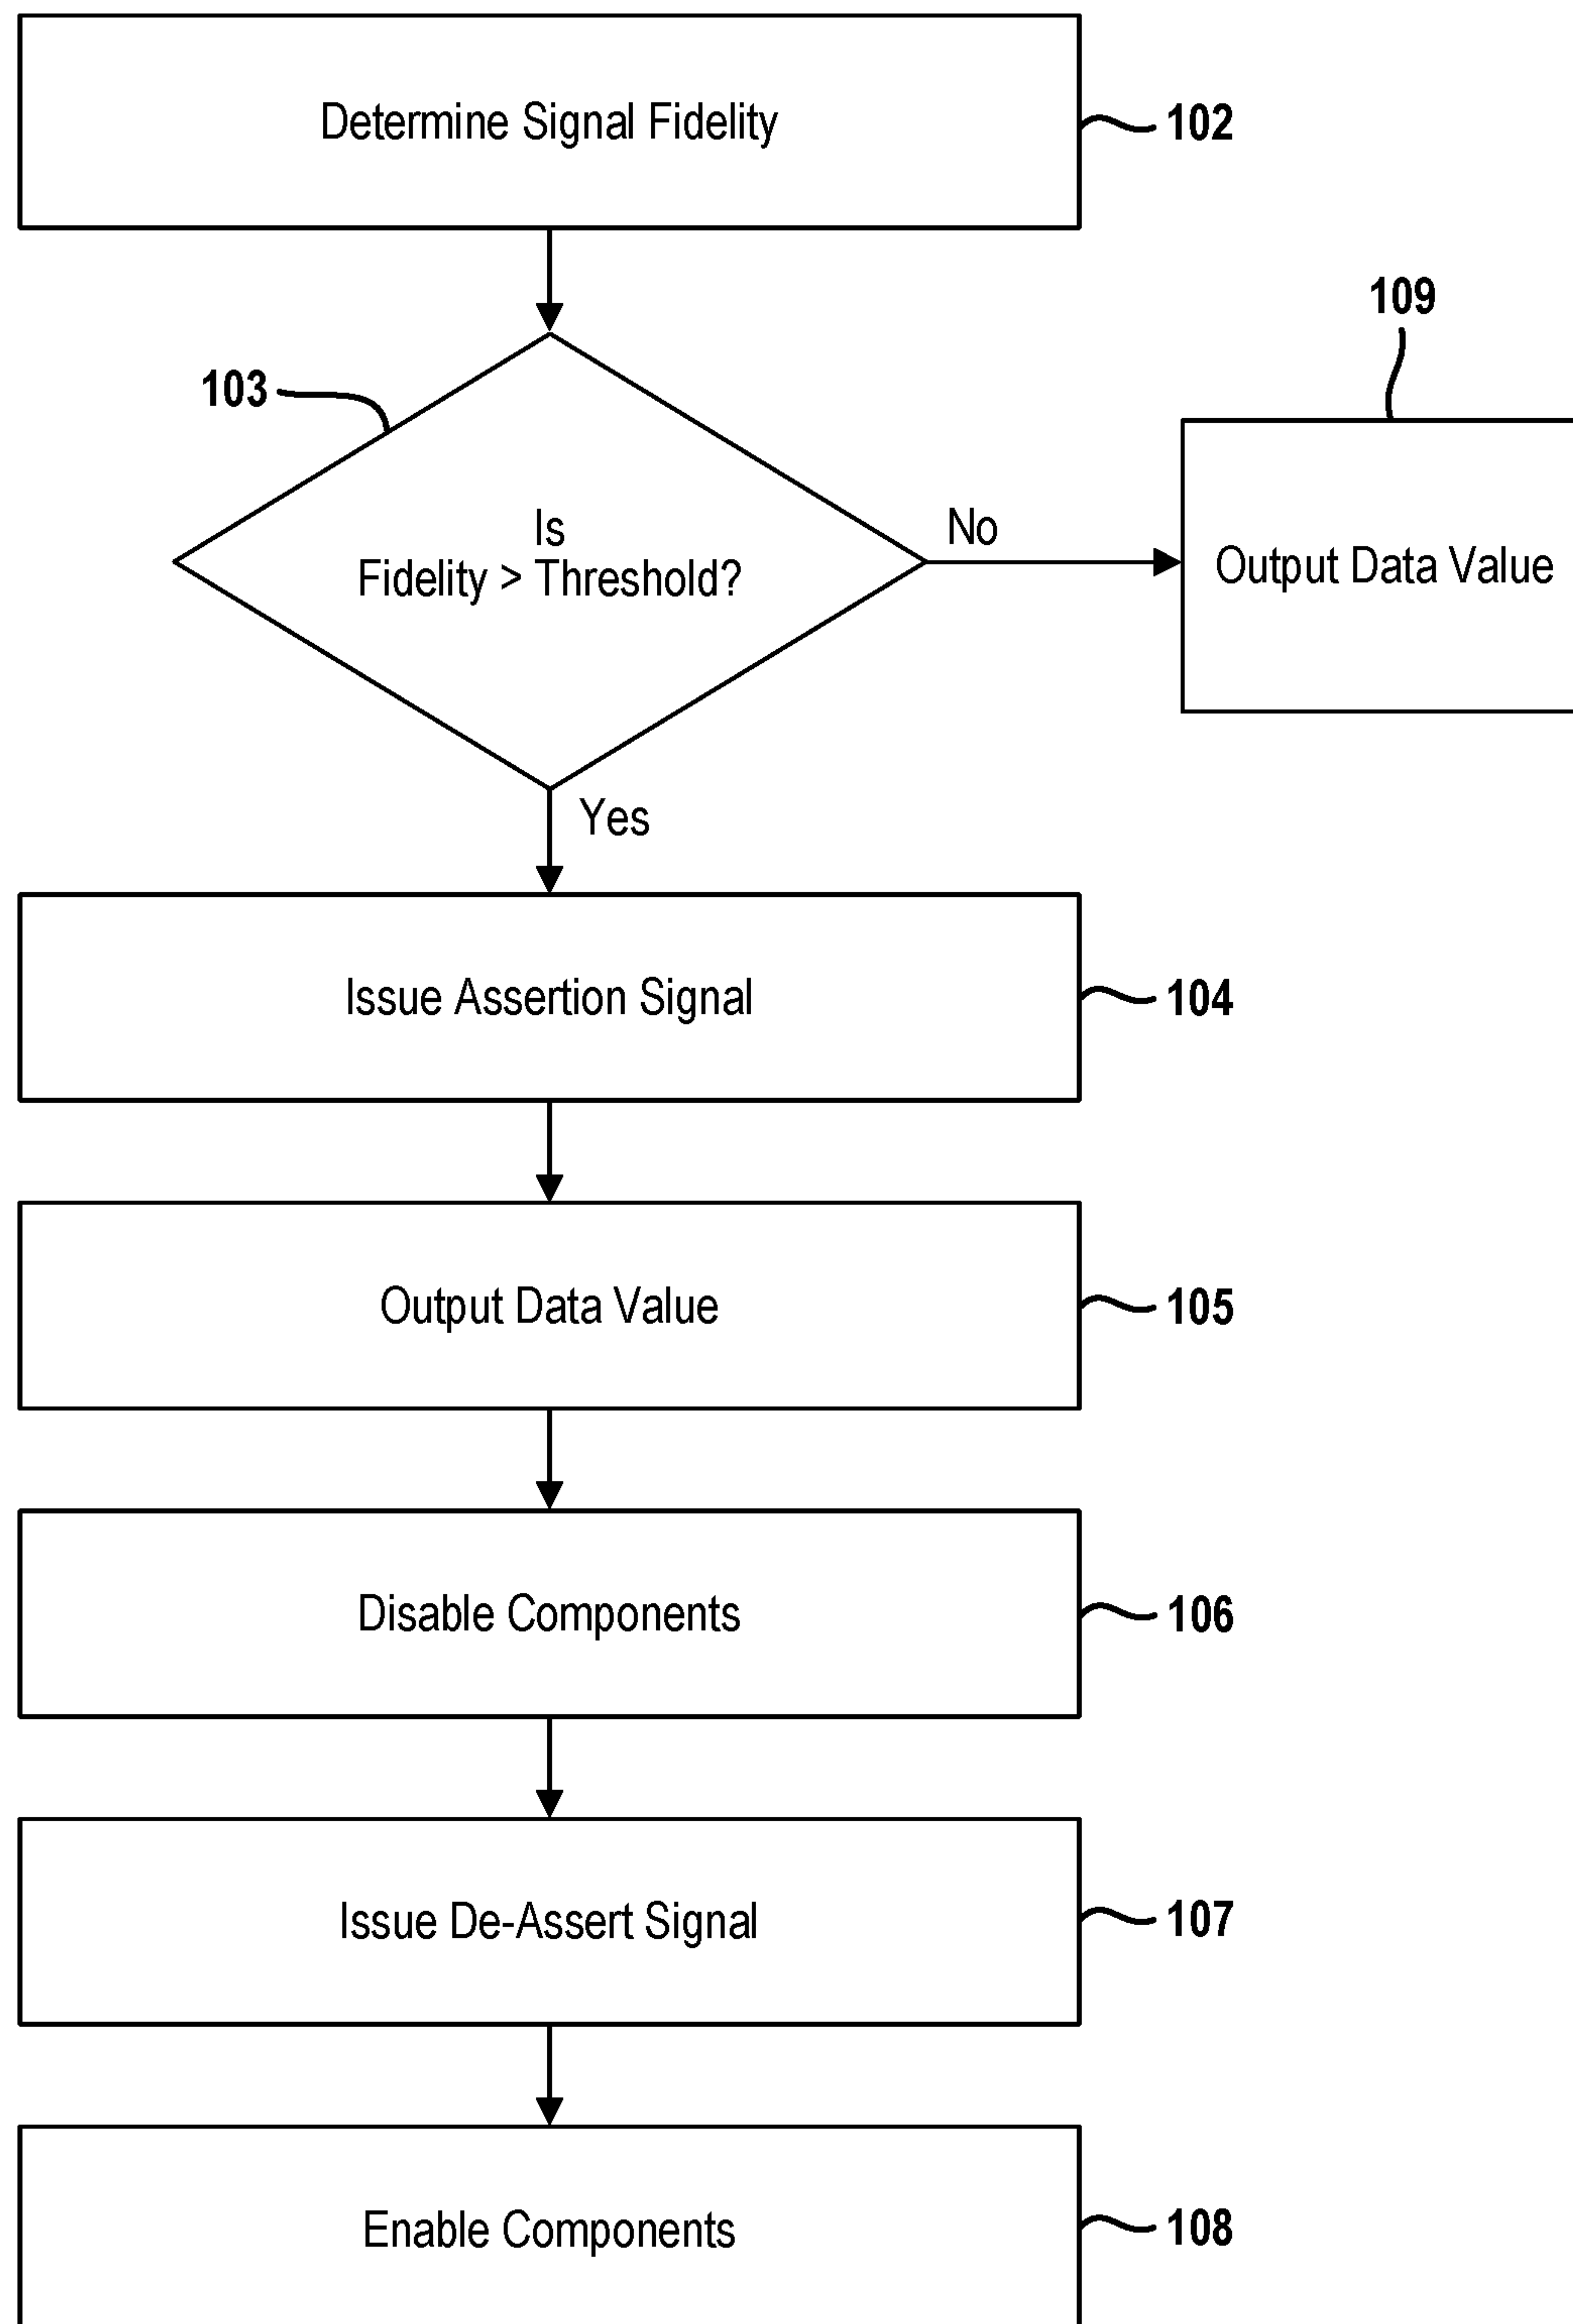 Determine Signal Fidelity
102
109
103
Is
Fidelity > Threshold?
No
Output Data Value
Yes
Issue Assertion Signal
104
Output Data Value
105
Disable Components
106
Issue De-Assert Signal
107
Enable Components
108